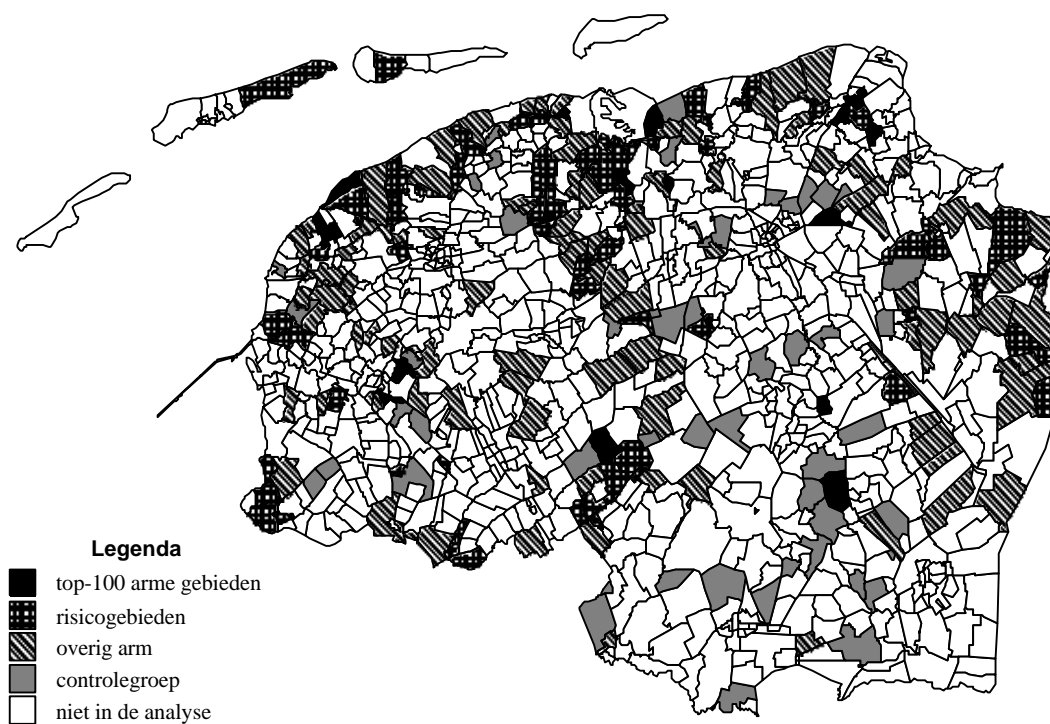 Legenda
top-100 arme gebieden
risicogebieden
overig arm
controlegroep
niet in de analyse